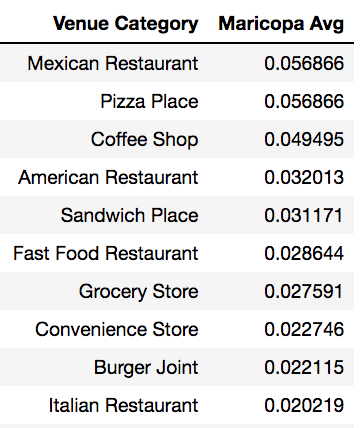 Venue Category Maricopa Avg
Mexican Restaurant 0.056866
Pizza Place 0.056866
Coffee Shop 0.049495
American Restaurant 0.032013
Sandwich Place 0.031171
Fast Food Restaurant 0.028644
Grocery Store 0.027591
Convenience Store 0.022746
Burger Joint 0.022115
Italian Restaurant 0.020219